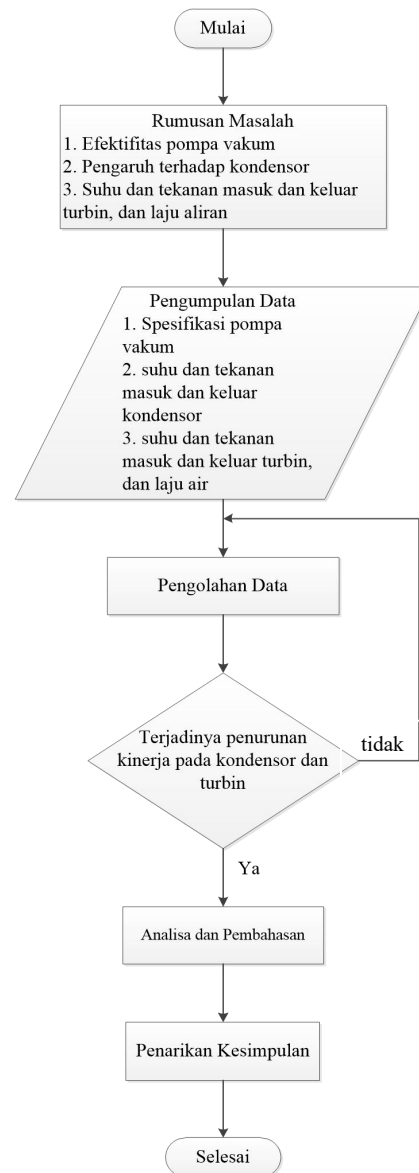 Mulai
Rumusan Masalah
1. Efektifitas pompa vakum
2. Pengaruh terhadap kondensor
3. Suhu dan tekanan masuk dan keluar
turbin, dan laju aliran
Pengumpulan Data
1. Spesifikasi pompa
vakum
2. suhu dan tekanan
masuk dan keluar
kondensor
3. suhu dan tekanan
masuk dan keluar turbin,
dan laju air
Pengolahan Data
Terjadinya penurunan
kinerja pada kondensor dan
turbin
tidak
Ya
Analisa dan Pembahasan
Penarikan Kesimpulan
Selesai